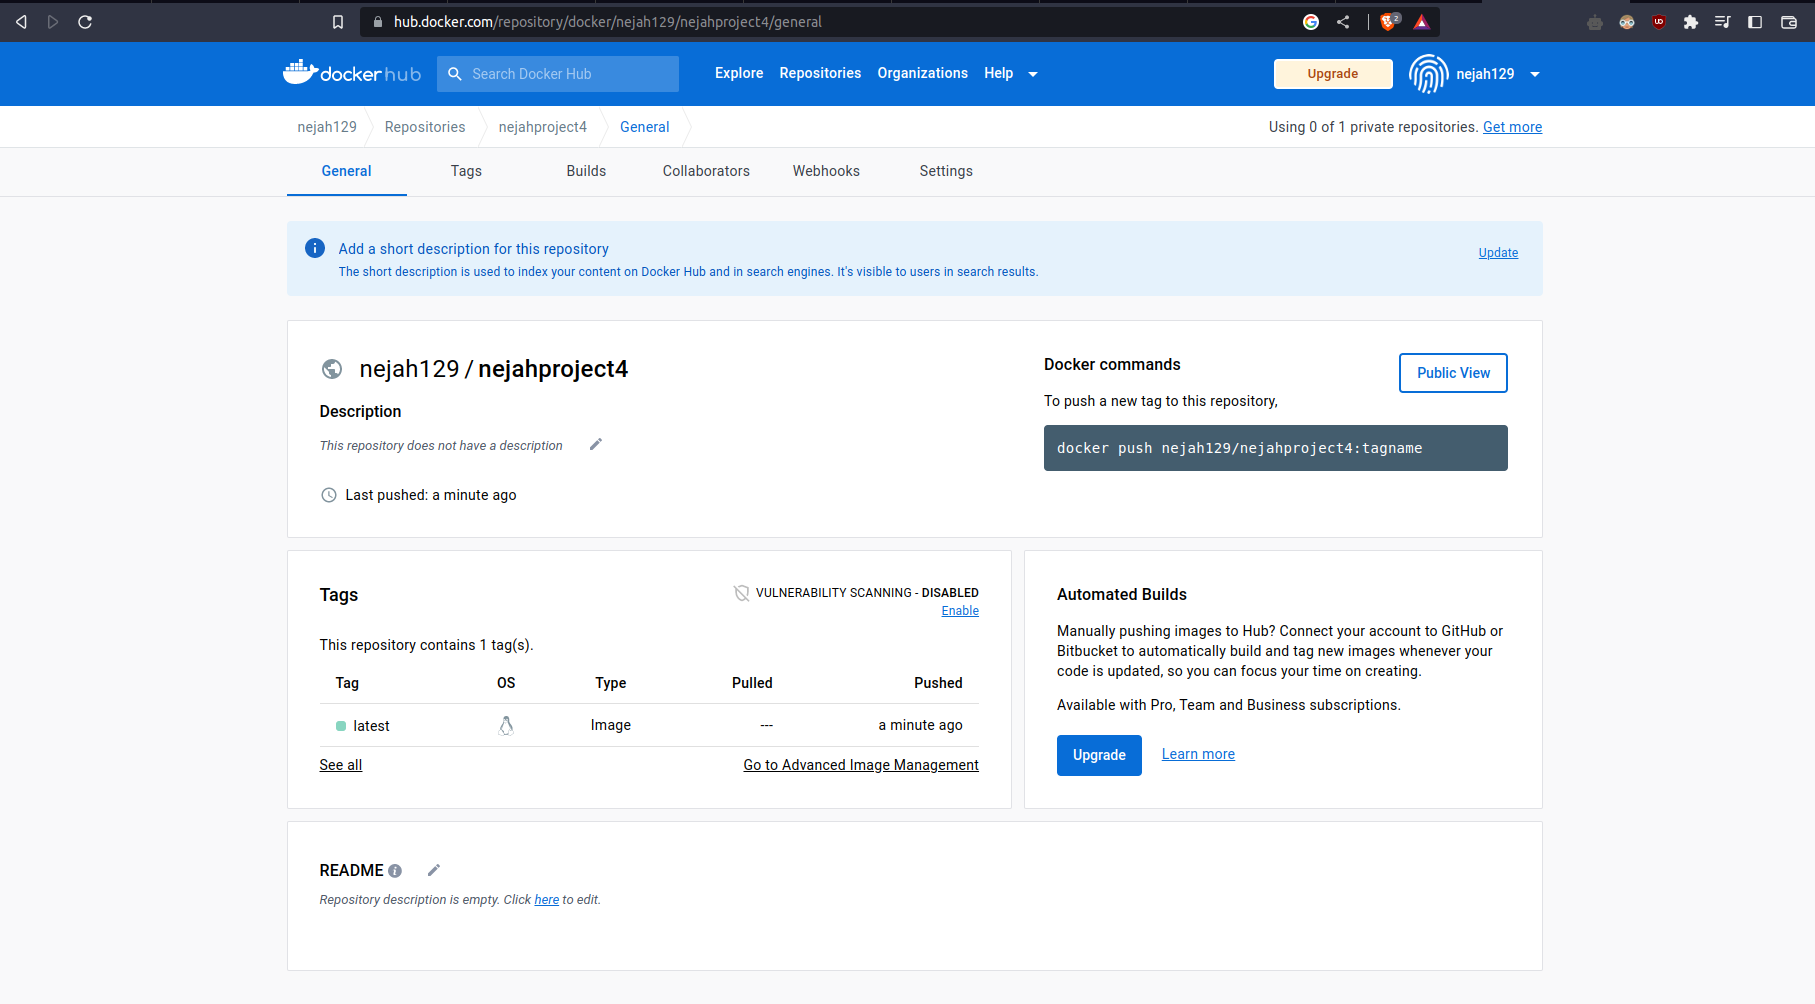 hub.docker.com/repository/docker/nejah129/nejahproject4/general
2
docker hub
Search Docker Hub
Explore Repositories Organizations Help
Upgrade
nejah129
nejah129 Repositories nejahproject4 General
Using 0 of 1 private repositories. Get more
General Tags Builds Collaborators Webhooks Settings
Add a short description for this repository
Update
The short description is used to index your content on Docker Hub and in search engines. It's visible to users in search results.
nejah129 / nejahproject4
Description
This repository does not have a description
Last pushed: a minute ago
Docker commands
Public View
To push a new tag to this repository,
docker push nejah129/nejahproject4:tagname
Tags
VULNERABILITY SCANNING - DISABLED
Enable
This repository contains 1 tag(s).
Tag OS Type Pulled Pushed
latest Image --- a minute ago
See all
Go to Advanced Image Management
Automated Builds
Manually pushing images to Hub? Connect your account to GitHub or
Bitbucket to automatically build and tag new images whenever your
code is updated, so you can focus your time on creating.
Available with Pro, Team and Business subscriptions.
Upgrade
Learn more
README
Repository description is empty. Click here to edit.